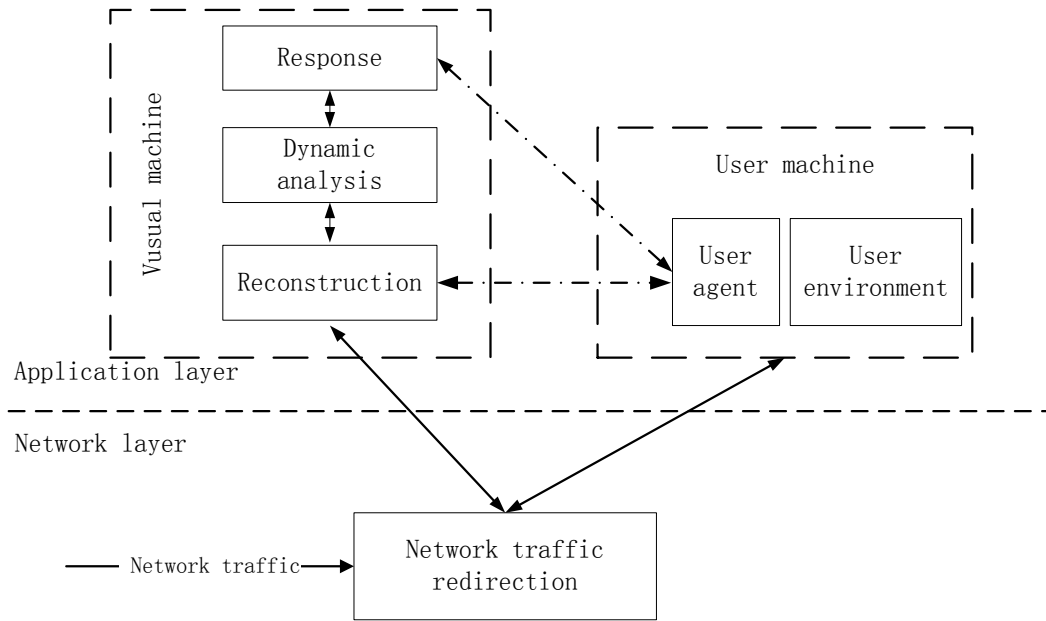 Vusual machine
Response
Dynamic
analysis
Reconstruction
User machine
User
agent
User
environment
Application layer
Network layer
Network traffic
Network traffic
redirection